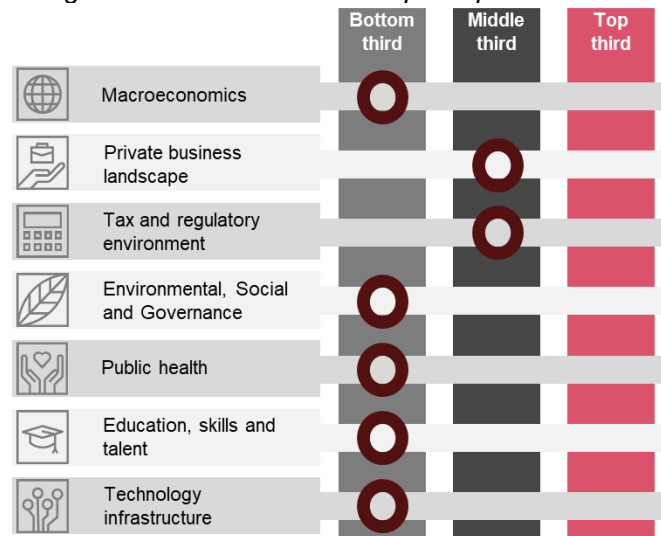 Bottom third
Middle third
Top third
Macroeconomics
Private business
landscape
Tax and regulatory
environment
Environmental, Social
and Governance
Public health
Education, skills and
talent
Technology
infrastructure